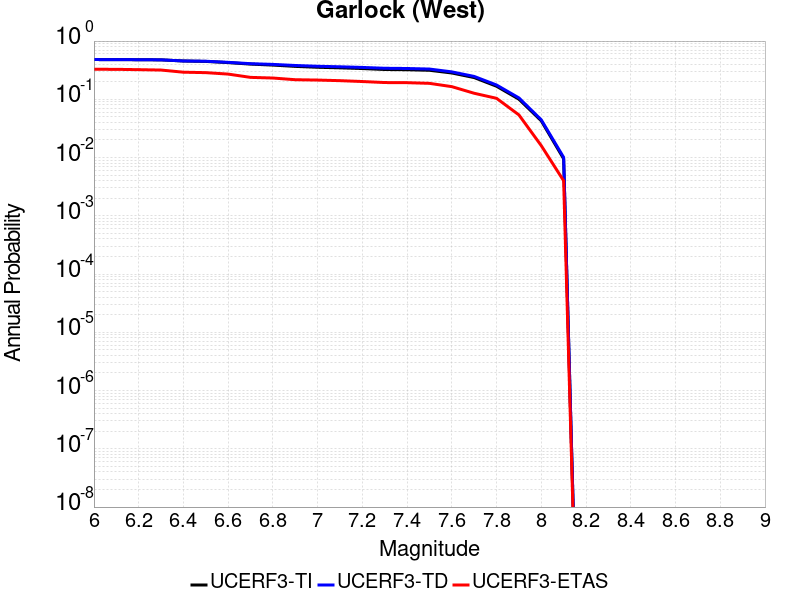 Garlock (West)
10^0
10^-1
10^-2
10^-3
10^-4
10^-5
10^-6
10^-7
10^-8
Annual Probability
6 6.2 6.4 6.6 6.8 7 7.2 7.4 7.6 7.8 8 8.2 8.4 8.6 8.8 9
Magnitude
UCERF3-TI UCERF3-TD UCERF3-ETAS